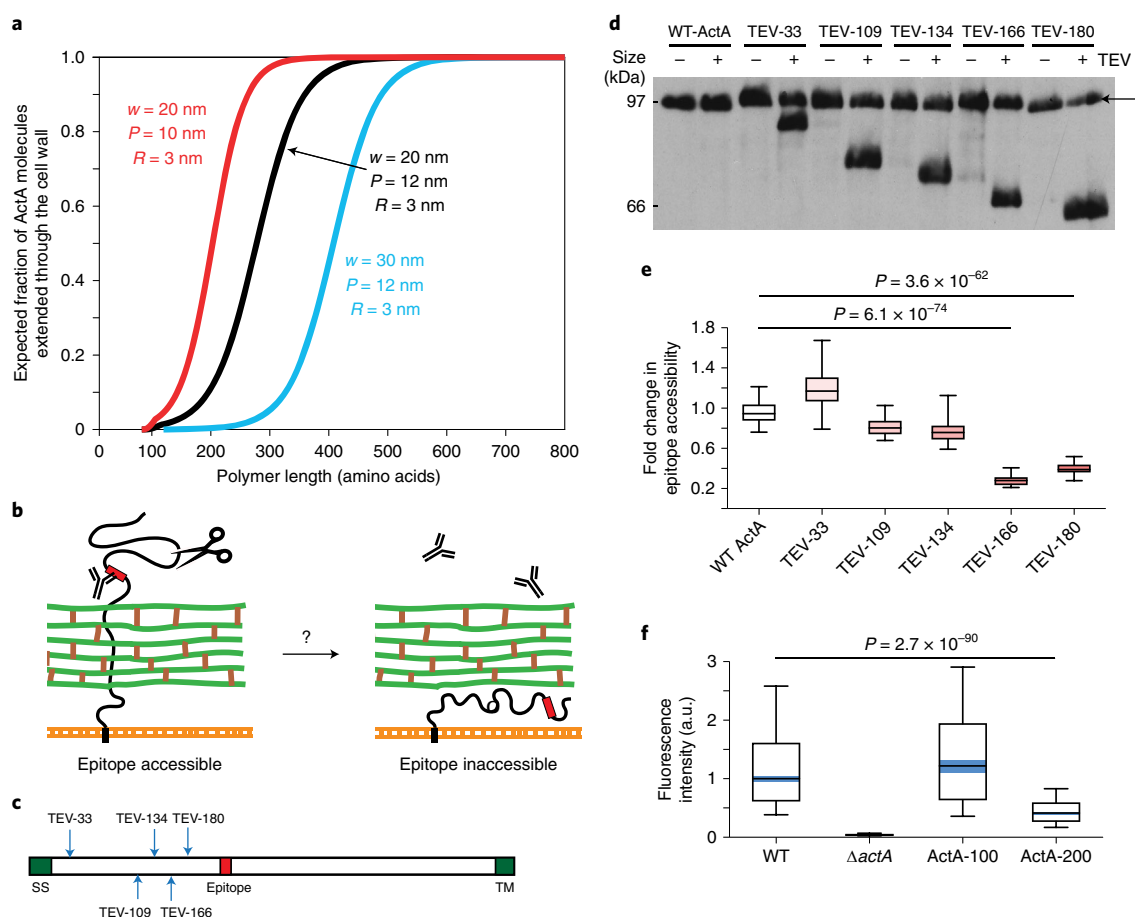 a
Expected fraction of ActA molecules
extended through the cell wall
1.0
0.8
0.6
0.4
0.2
0
w = 20 nm
P = 10 nm
R = 3 nm
w = 20 nm
P = 12 nm
R = 3 nm
w = 30 nm
P = 12 nm
R = 3 nm
0 100 200 300 400 500 600 700 800
Polymer length (amino acids)
b
?
Epitope accessible
Epitope inaccessible
c
TEV-33 TEV-134 TEV-180
SS Epitope TM
TEV-109 TEV-166
d
WT-ActA TEV-33 TEV-109 TEV-134 TEV-166 TEV-180
Size
(kDa)
– + – + – + – + – + – + TEV
97
66
e
P = 3.6 × 10–62
P = 6.1 × 10–74
Fold change in
epitope accessibility
1.8
1.4
1.0
0.6
0.2
WT ActA TEV-33 TEV-109 TEV-134 TEV-166 TEV-180
f
P = 2.7 × 10–90
Fluorescence
intensity (a.u.)
3
2
1
0
WT ΔactA ActA-100 ActA-200